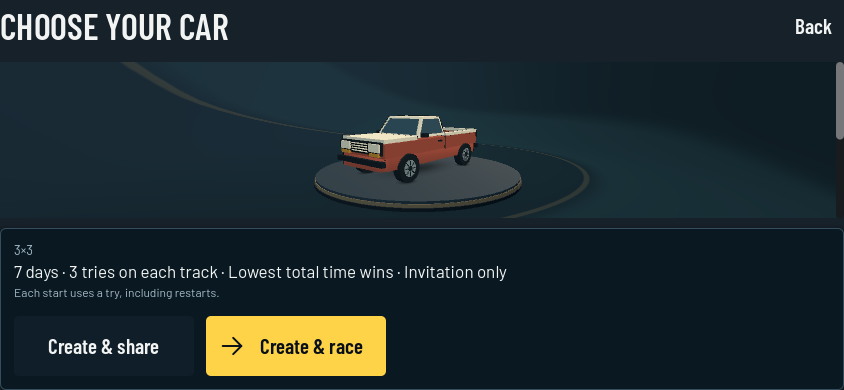 CHOOSE YOUR CAR
Back
3×3
7 days · 3 tries on each track · Lowest total time wins · Invitation only
Each start uses a try, including restarts.
Create & share
Create & race